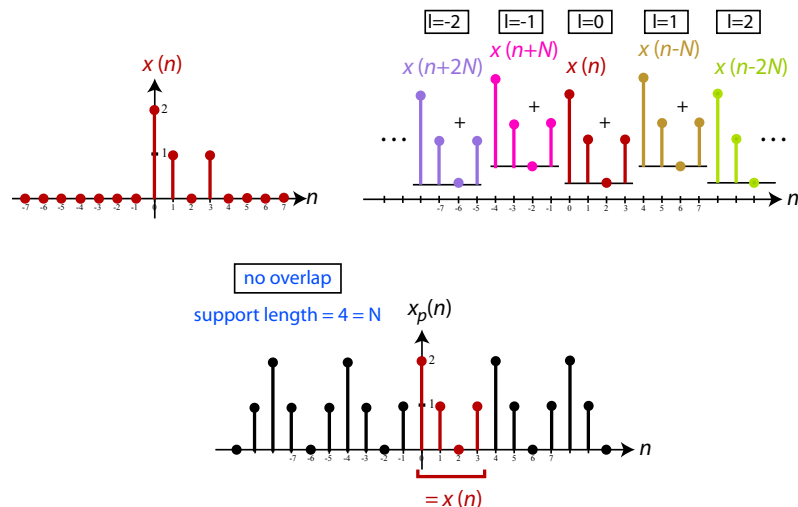 l=-2 l=-1 l=0 l=1 l=2
x (n+2N) x (n+N) x (n) x (n-N) x (n-2N)
x (n)
2
1
+ + + +
... ...
n
-7 -6 -5 -4 -3 -2 -1 0 1 2 3 4 5 6 7
n
-7 -6 -5 -4 -3 -2 -1 0 1 2 3 4 5 6 7
no overlap
support length = 4 = N
xp(n)
2
1
n
-7 -6 -5 -4 -3 -2 -1 0 1 2 3 4 5 6 7
= x (n)